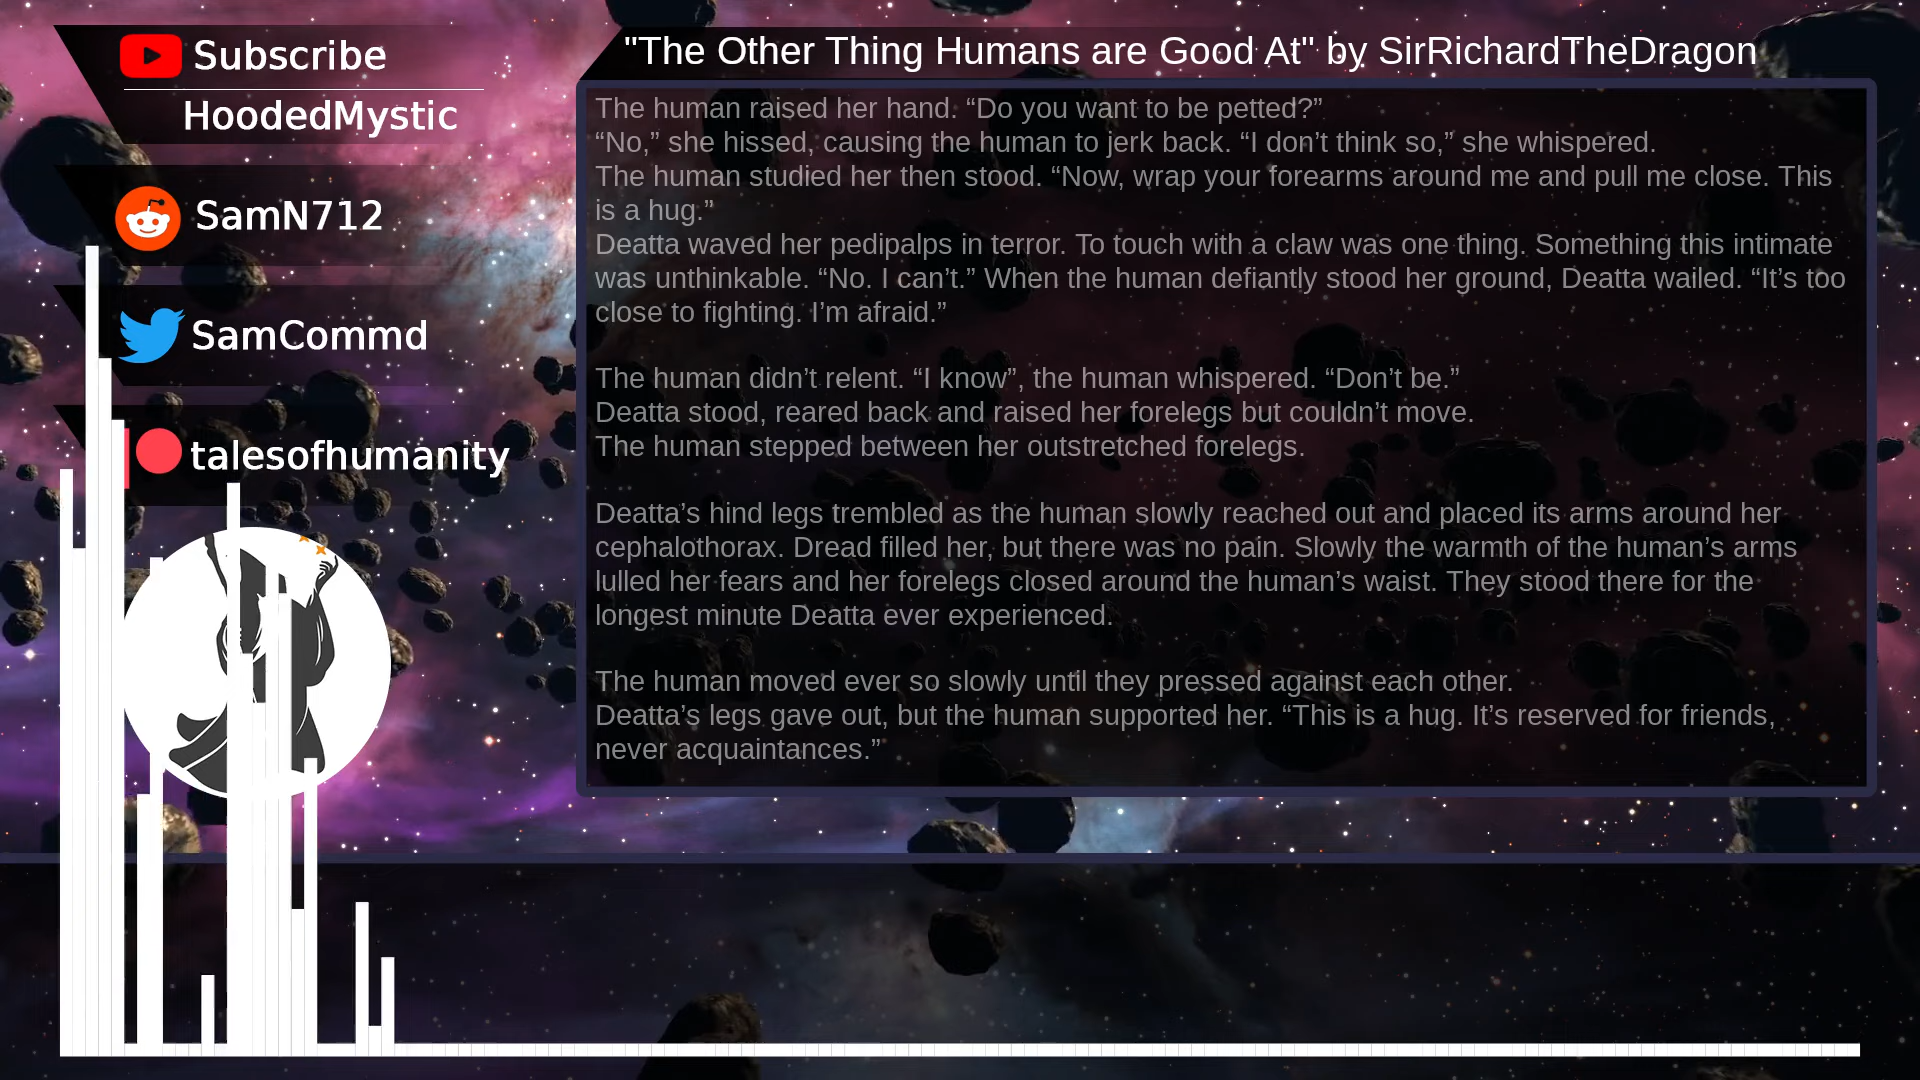 Subscribe
HoodedMystic
SamN712
SamCommd
talesofhumanity
"The Other Thing Humans are Good At" by SirRichardTheDragon
The human raised her hand. “Do you want to be petted?”
“No,” she hissed, causing the human to jerk back. “I don’t think so,” she whispered.
The human studied her then stood. “Now, wrap your forearms around me and pull me close. This
is a hug.”
Deatta waved her pedipalps in terror. To touch with a claw was one thing. Something this intimate
was unthinkable. “No. I can’t.” When the human defiantly stood her ground, Deatta wailed. “It’s too
close to fighting. I’m afraid.”
The human didn’t relent. “I know”, the human whispered. “Don’t be.”
Deatta stood, reared back and raised her forelegs but couldn’t move.
The human stepped between her outstretched forelegs.
Deatta’s hind legs trembled as the human slowly reached out and placed its arms around her
cephalothorax. Dread filled her, but there was no pain. Slowly the warmth of the human’s arms
lulled her fears and her forelegs closed around the human’s waist. They stood there for the
longest minute Deatta ever experienced.
The human moved ever so slowly until they pressed against each other.
Deatta’s legs gave out, but the human supported her. “This is a hug. It’s reserved for friends,
never acquaintances.”